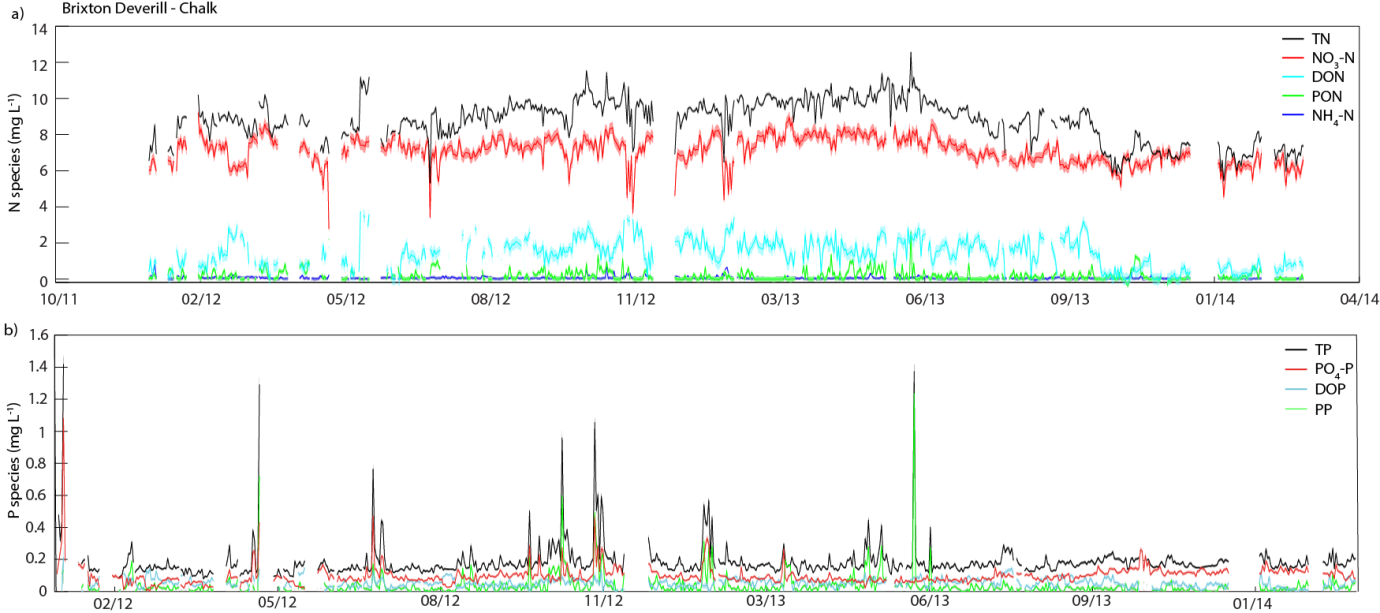 Brixton Deverill - Chalk
a)
N species (mg L⁻¹)
14
12
10
8
6
4
2
0
TN
NO₃-N
DON
PON
NH₄-N
10/11 02/12 05/12 08/12 11/12 03/13 06/13 09/13 01/14 04/14
b)
P species (mg L⁻¹)
1.6
1.4
1.2
1
0.8
0.6
0.4
0.2
0
TP
PO₄-P
DOP
PP
02/12 05/12 08/12 11/12 03/13 06/13 09/13 01/14